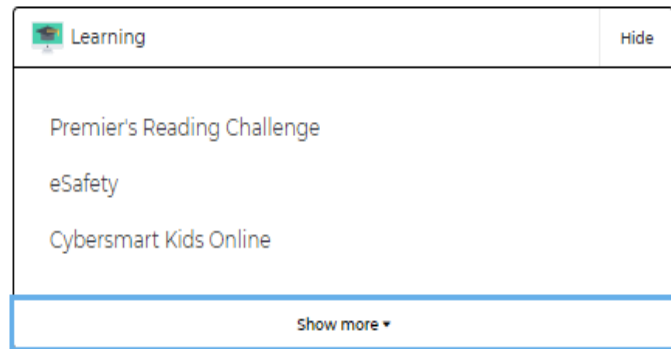 Learning
Hide
Premier's Reading Challenge
eSafety
Cybersmart Kids Online
Show more ▾